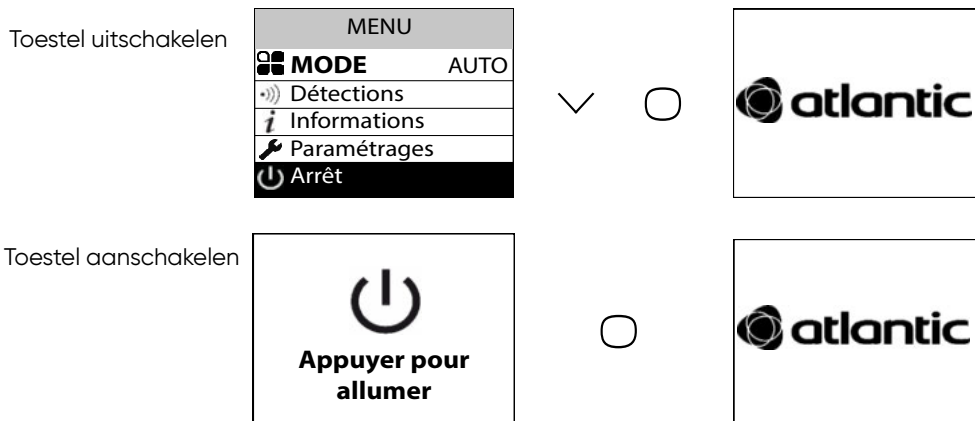 Toestel uitschakelen
MENU
MODE AUTO
Détections
Informations
Paramétrages
Arrêt
atlantic
Toestel aanschakelen
Appuyer pour
allumer
atlantic